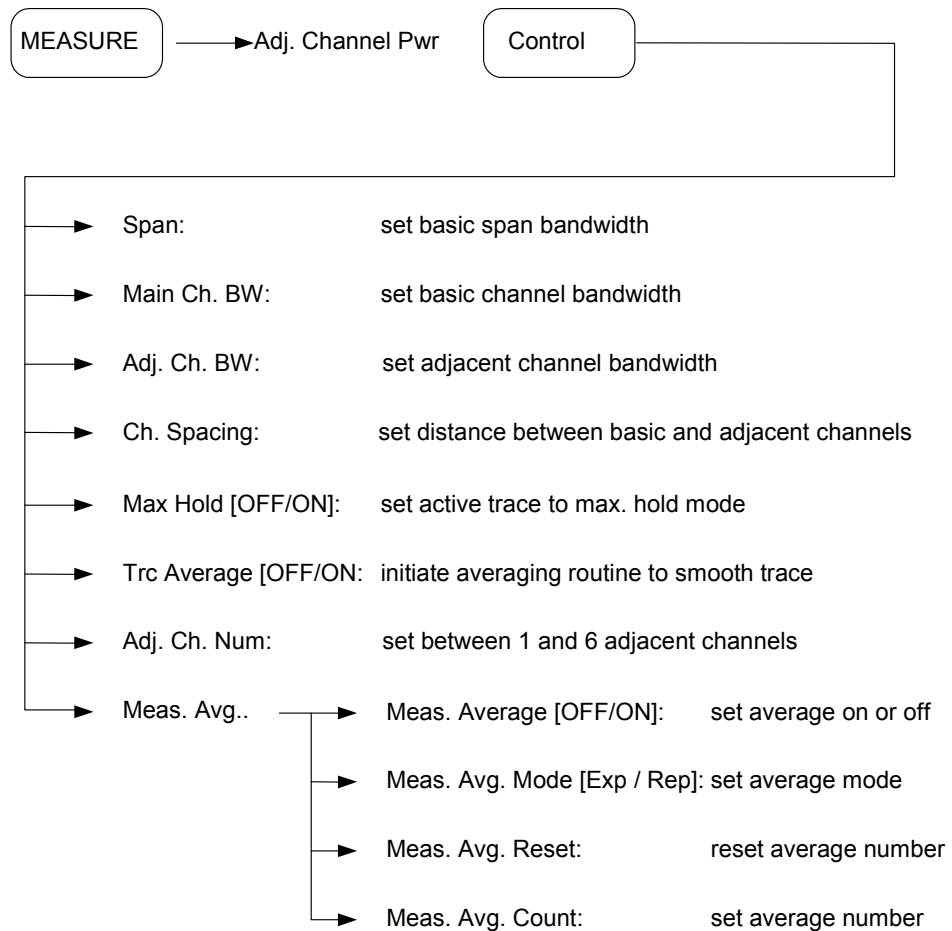 MEASURE Adj. Channel Pwr Control
Span: set basic span bandwidth
Main Ch. BW: set basic channel bandwidth
Adj. Ch. BW: set adjacent channel bandwidth
Ch. Spacing: set distance between basic and adjacent channels
Max Hold [OFF/ON]: set active trace to max. hold mode
Trc Average [OFF/ON: initiate averaging routine to smooth trace
Adj. Ch. Num: set between 1 and 6 adjacent channels
Meas. Avg.. Meas. Average [OFF/ON]: set average on or off
Meas. Avg. Mode [Exp / Rep]: set average mode
Meas. Avg. Reset: reset average number
Meas. Avg. Count: set average number